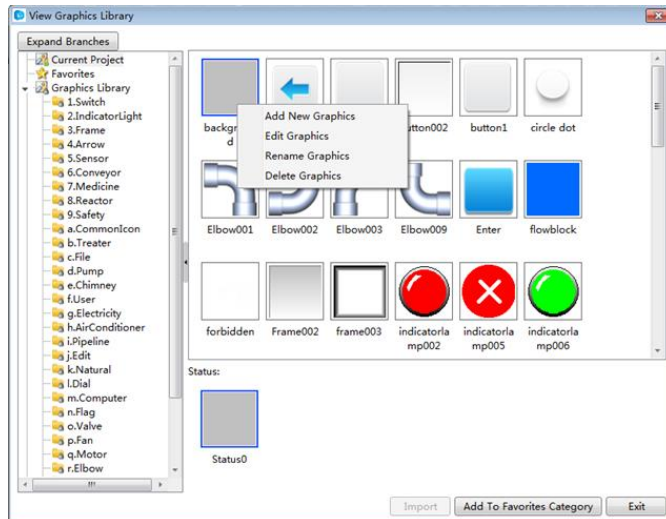 View Graphics Library
Expand Branches
Current Project
Favorites
Graphics Library
1.Switch
2.IndicatorLight
3.Frame
4.Arrow
5.Sensor
6.Conveyor
7.Medicine
8.Reactor
9.Safety
a.CommonIcon
b.Treater
c.File
d.Pump
e.Chimney
f.User
g.Electricity
h.AirConditioner
i.Pipeline
j.Edit
k.Natural
l.Dial
m.Computer
n.Flag
o.Valve
p.Fan
q.Motor
r.Elbow
Add New Graphics
Edit Graphics
Rename Graphics
Delete Graphics
button1
circle dot
Elbow001
Elbow002
Elbow003
Elbow009
Enter
flowblock
forbidden
Frame002
frame003
indicatorla
mp002
indicatorla
mp005
indicatorla
mp006
Status:
Status0
Import
Add To Favorites Category
Exit